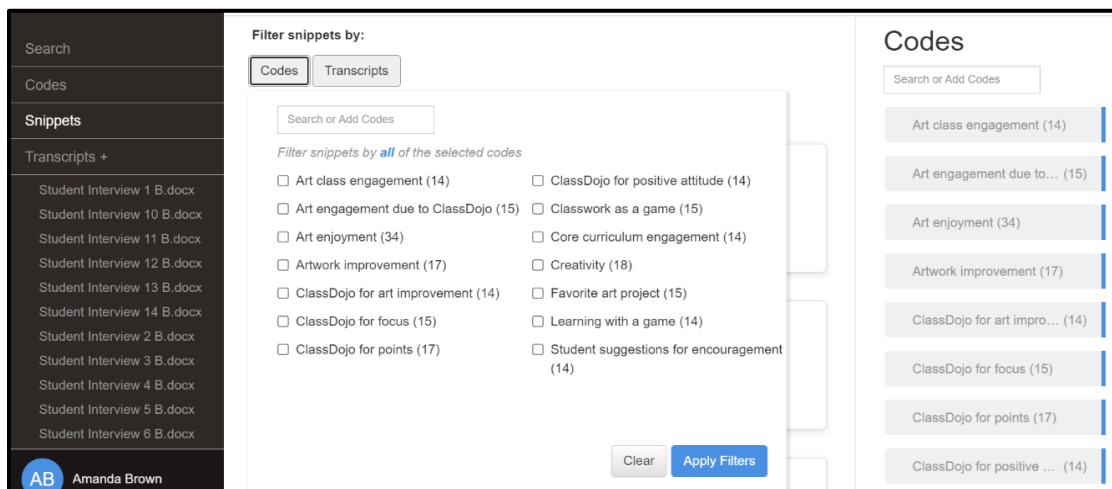 Search
Codes
Snippets
Transcripts +
Student Interview 1 B.docx
Student Interview 10 B.docx
Student Interview 11 B.docx
Student Interview 12 B.docx
Student Interview 13 B.docx
Student Interview 14 B.docx
Student Interview 2 B.docx
Student Interview 3 B.docx
Student Interview 4 B.docx
Student Interview 5 B.docx
Student Interview 6 B.docx
AB Amanda Brown
Filter snippets by:
Codes Transcripts
Search or Add Codes
Filter snippets by all of the selected codes
Art class engagement (14)
Art engagement due to ClassDojo (15)
Art enjoyment (34)
Artwork improvement (17)
ClassDojo for art improvement (14)
ClassDojo for focus (15)
ClassDojo for points (17)
ClassDojo for positive attitude (14)
Classwork as a game (15)
Core curriculum engagement (14)
Creativity (18)
Favorite art project (15)
Learning with a game (14)
Student suggestions for encouragement
(14)
Clear Apply Filters
Codes
Search or Add Codes
Art class engagement (14)
Art engagement due to… (15)
Art enjoyment (34)
Artwork improvement (17)
ClassDojo for art impro… (14)
ClassDojo for focus (15)
ClassDojo for points (17)
ClassDojo for positive … (14)